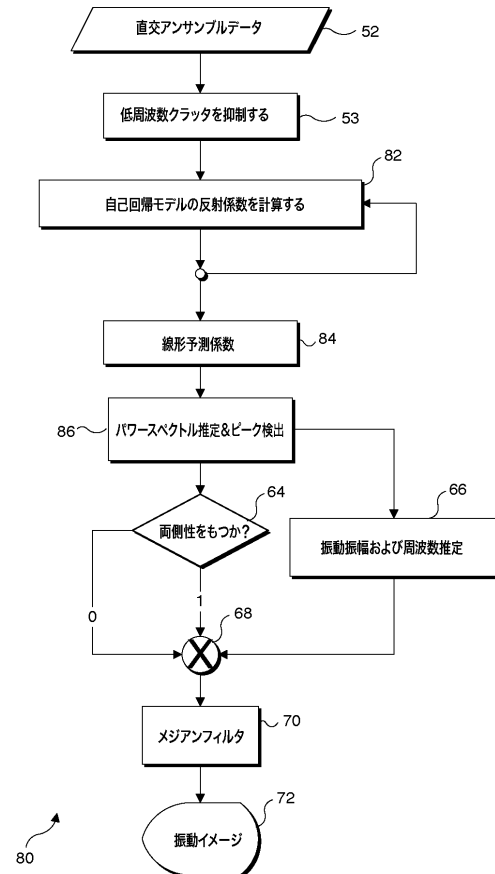 直交アンサンブルデータ
52
低周波数クラッタを抑制する
53
82
自己回帰モデルの反射係数を計算する
線形予測係数
84
86
パワースペクトル推定&ピーク検出
64
両側性をもつか?
66
振動振幅および周波数推定
0
1
68
メジアンフィルタ
70
72
振動イメージ
80